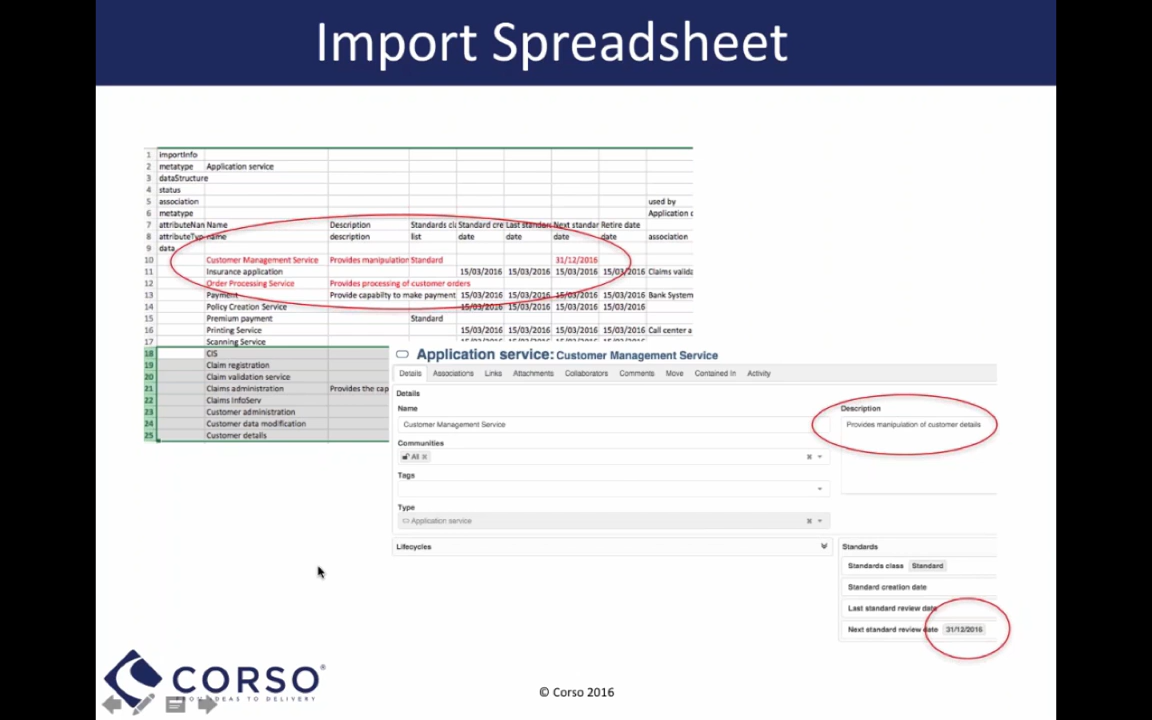 Import Spreadsheet
1 importInfo
2 metatype Application service
3 dataStructure
4 status
5 association used by
6 metatype Application c
7 attributeNan Name Description Standards cl Standard cre Last standar Next standar Retire date
8 attributeTyp name description list date date date date association
9 data
10 Customer Management Service Provides manipulation Standard 31/12/2016
11 Insurance application 15/03/2016 15/03/2016 15/03/2016 15/03/2016 Claims valida
12 Order Processing Service Provides processing of customer orders
13 Payment Provide capabilty to make payment 15/03/2016 15/03/2016 15/03/2016 15/03/2016 Bank System
14 Policy Creation Service 15/03/2016 15/03/2016 15/03/2016 15/03/2016
15 Premium payment Standard
16 Printing Service 15/03/2016 15/03/2016 15/03/2016 15/03/2016 Call center a
17 Scanning Service
18 CIS
19 Claim registration
20 Claim validation service
21 Claims administration Provides the cap
22 Claims InfoServ
23 Customer administration
24 Customer data modification
25 Customer details
Application service: Customer Management Service
Details Associations Links Attachments Collaborators Comments Move Contained In Activity
Details
Name
Customer Management Service
Description
Provides manipulation of customer details
Communities
All
Tags
Type
Application service
Lifecycles
Standards
Standards class Standard
Standard creation date
Last standard review date
Next standard review date 31/12/2016
CORSO®
IDEAS TO DELIVERY
© Corso 2016